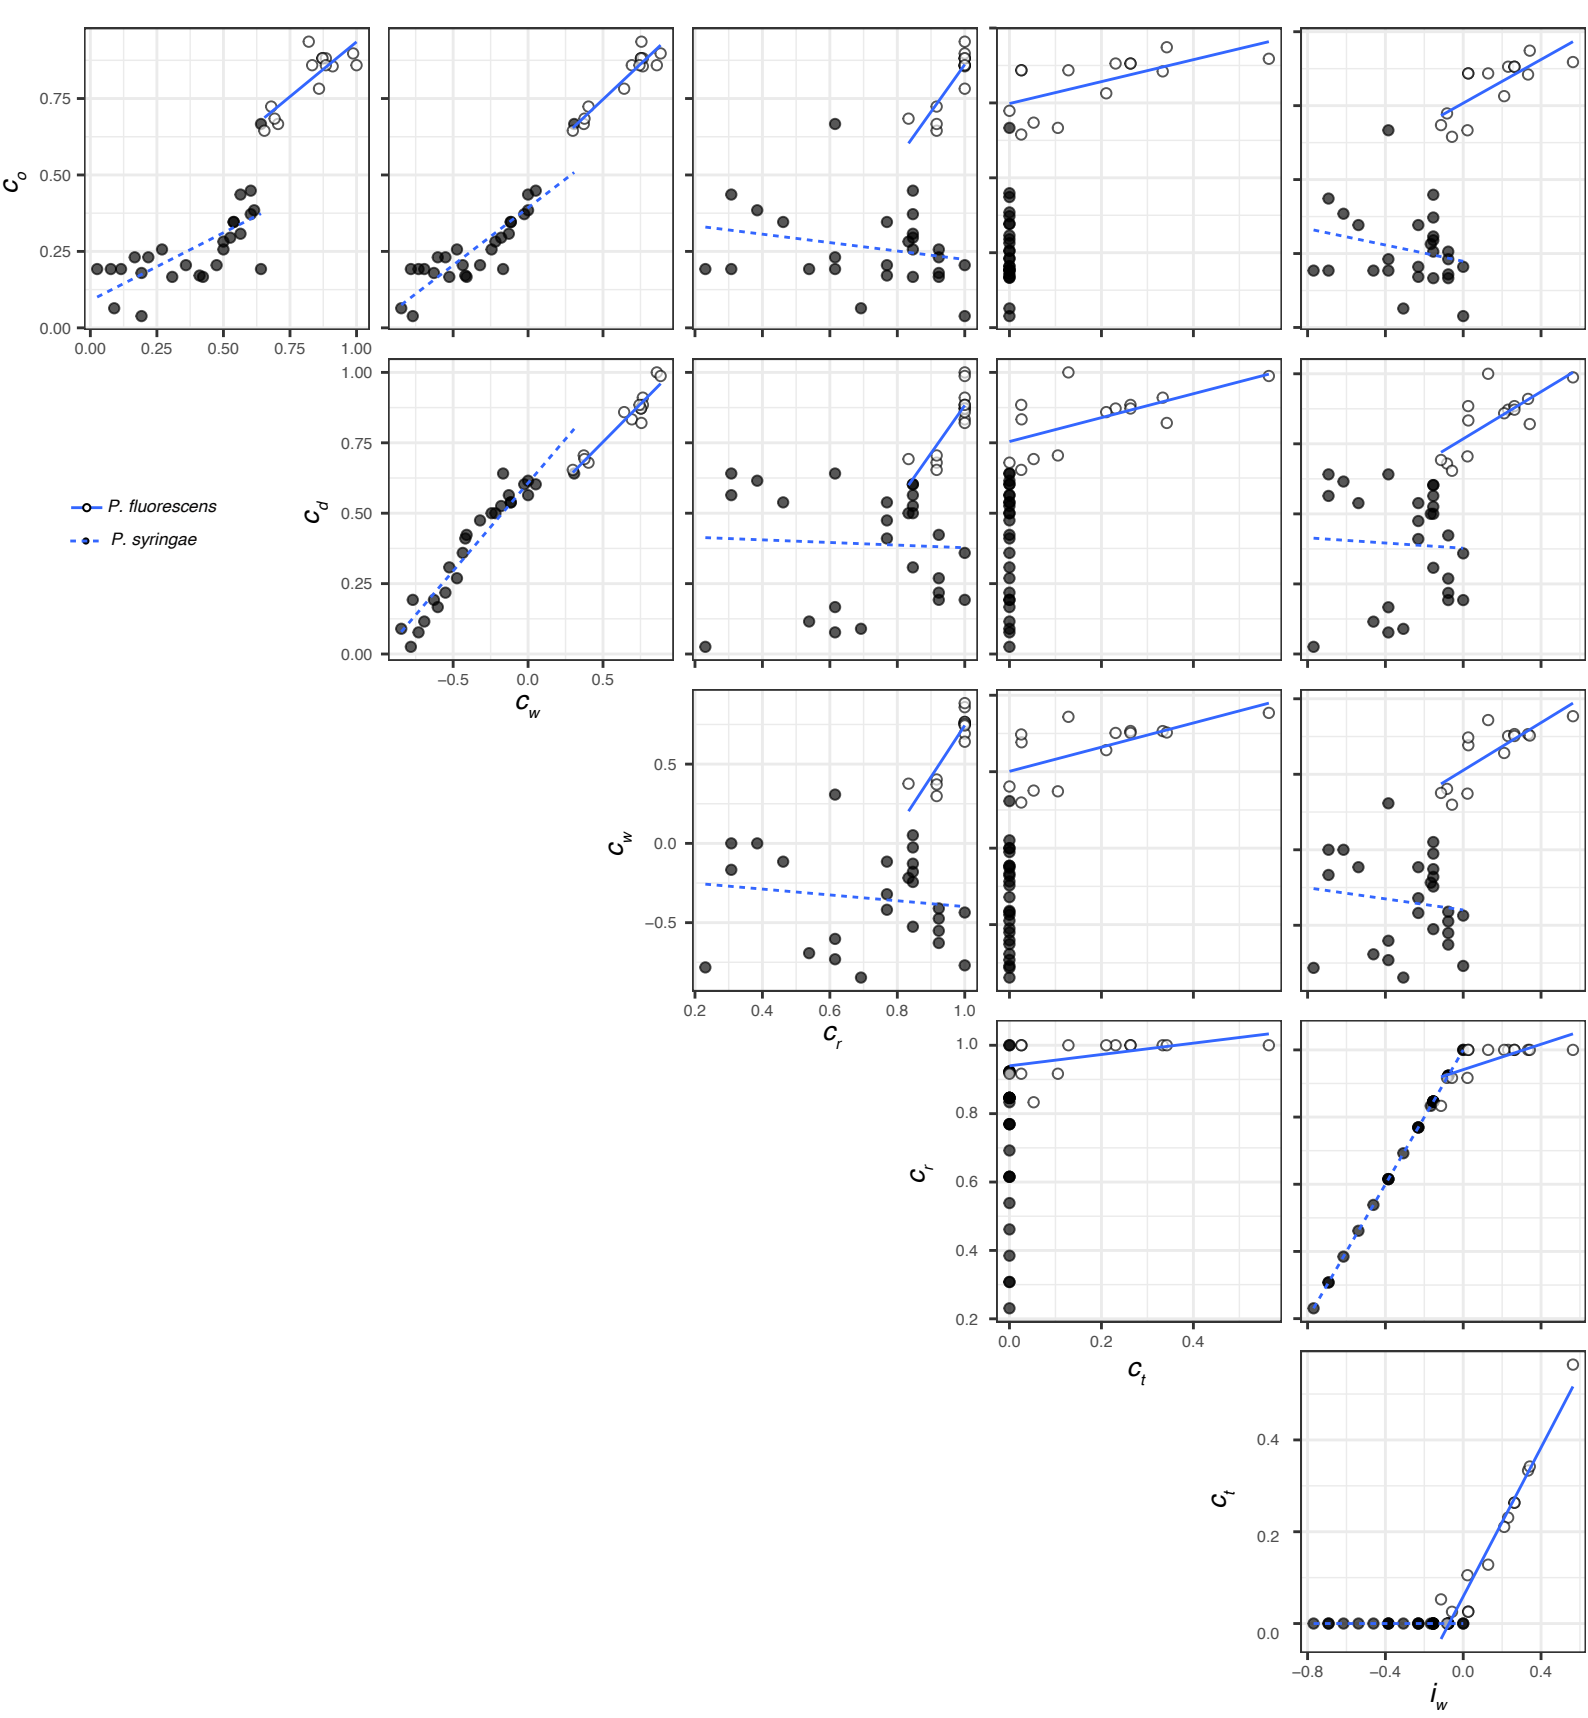 0.75
c_o
0.50
0.25
0.00
0.00 0.25 0.50 0.75 1.00
1.00
0.75
c_d
0.50
0.25
0.00
P. fluorescens
P. syringae
−0.5 0.0 0.5
c_w
0.5
c_w
0.0
−0.5
0.2 0.4 0.6 0.8 1.0
c_r
1.0
0.8
c_r
0.6
0.4
0.2
0.0 0.2 0.4
c_t
0.4
c_t
0.2
0.0
−0.8 −0.4 0.0 0.4
i_w